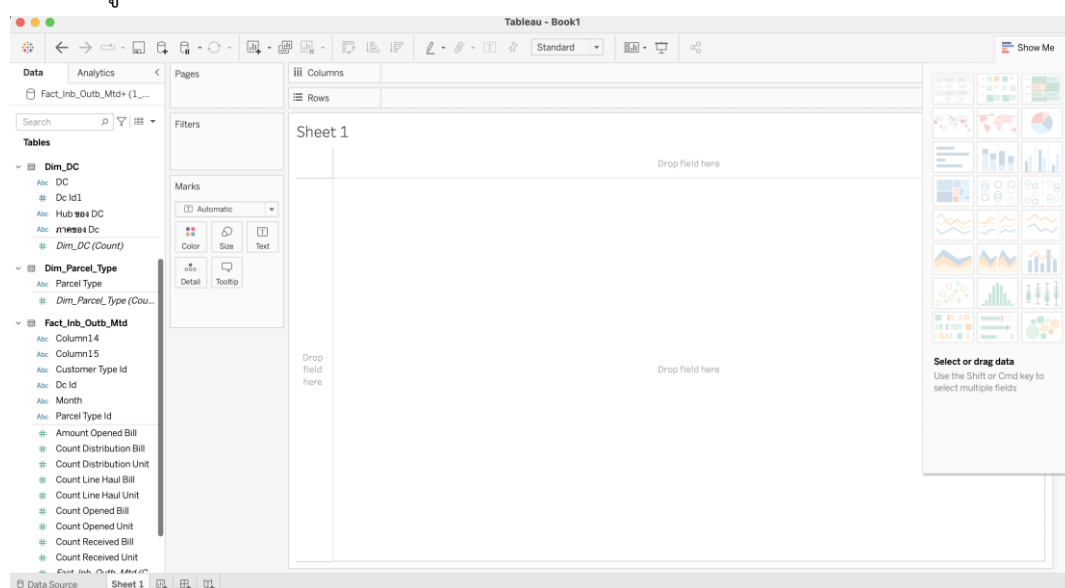 Tableau - Book1
Standard
Show Me
Data
Analytics
Pages
Columns
Fact_Inb_Outb_Mtd+ (1_...
Rows
Search
Filters
Sheet 1
Tables
Drop field here
Dim_DC
Abc DC
# Dc Id1
Marks
Abc Hub ของ DC
T Automatic
Abc ภาคของ Dc
# Dim_DC (Count)
Color
Size
Text
Dim_Parcel_Type
Detail
Tooltip
Abc Parcel Type
# Dim_Parcel_Type (Cou...
Fact_Inb_Outb_Mtd
Abc Column14
Abc Column15
Abc Customer Type Id
Abc Dc Id
Abc Month
Abc Parcel Type Id
Drop
field
here
Drop field here
Select or drag data
Use the Shift or Cmd key to
select multiple fields
# Amount Opened Bill
# Count Distribution Bill
# Count Distribution Unit
# Count Line Haul Bill
# Count Line Haul Unit
# Count Opened Bill
# Count Opened Unit
# Count Received Bill
# Count Received Unit
Data Source
Sheet 1